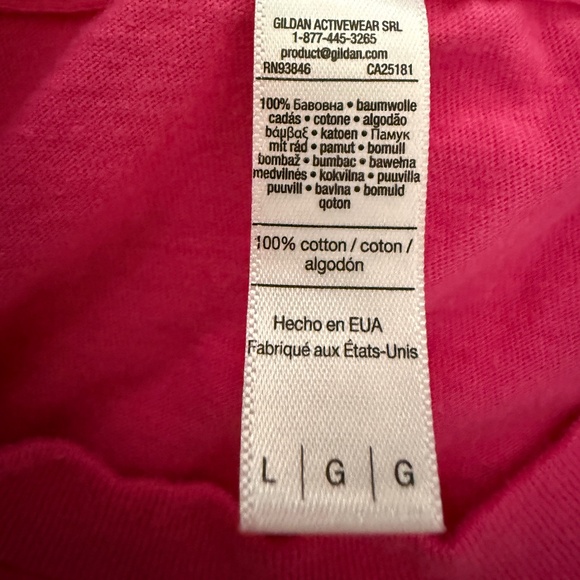 GILDAN ACTIVEWEAR SRL
1-877-445-3265
product@gildan.com
RN93846 CA25181
100% Бавовна • baumwolle
cadás • cotone • algodão
βάμβαξ • katoen • Памук
mit rád • pamut • bomull
bombaž • bumbac • bawełna
medvilnės • kokvilna • puuvilla
puuvill • bavlna • bomuld
qoton
100% cotton / coton /
algodón
Hecho en EUA
Fabriqué aux États-Unis
L | G | G